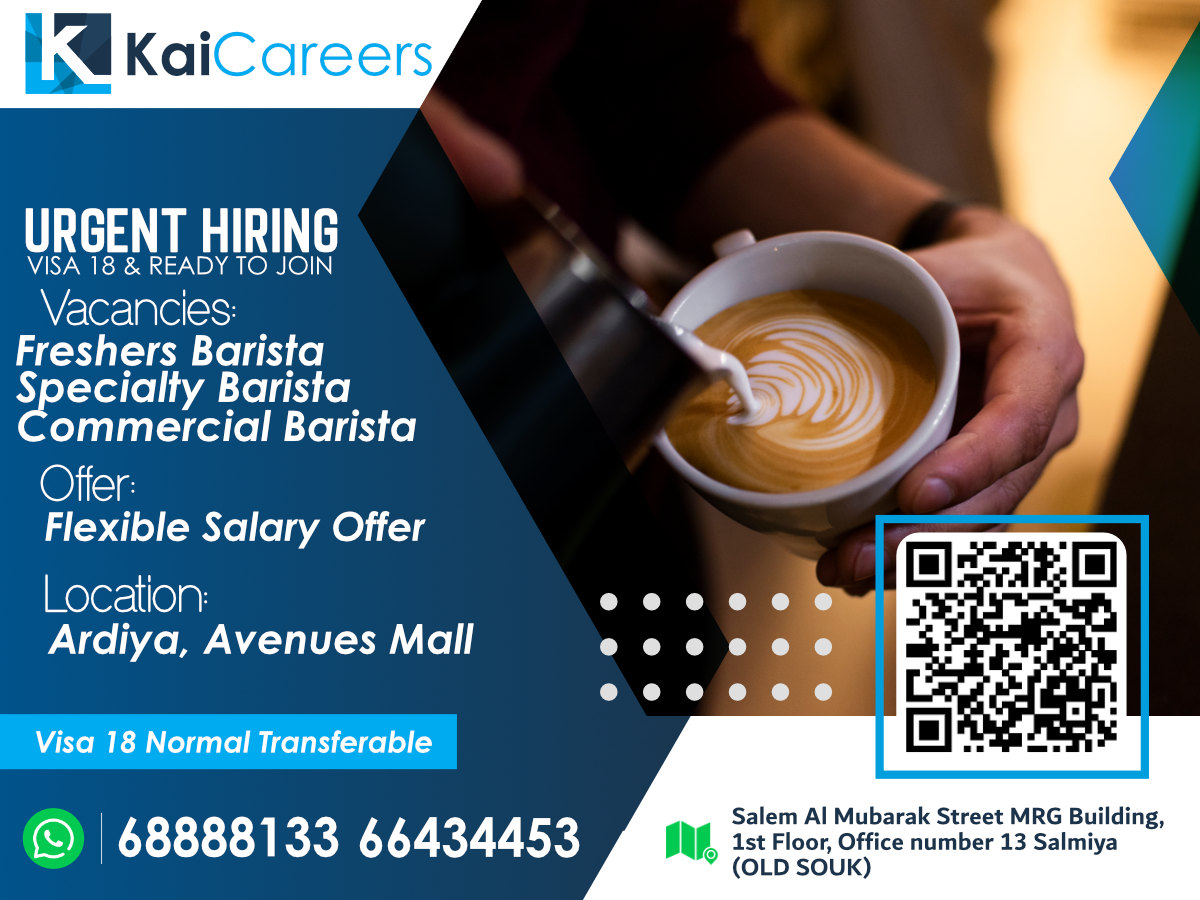 KaiCareers
URGENT HIRING
VISA 18 & READY TO JOIN
Vacancies:
Freshers Barista
Specialty Barista
Commercial Barista
Offer:
Flexible Salary Offer
Location:
Ardiya, Avenues Mall
Visa 18 Normal Transferable
68888133 66434453
Salem Al Mubarak Street MRG Building,
1st Floor, Office number 13 Salmiya
(OLD SOUK)